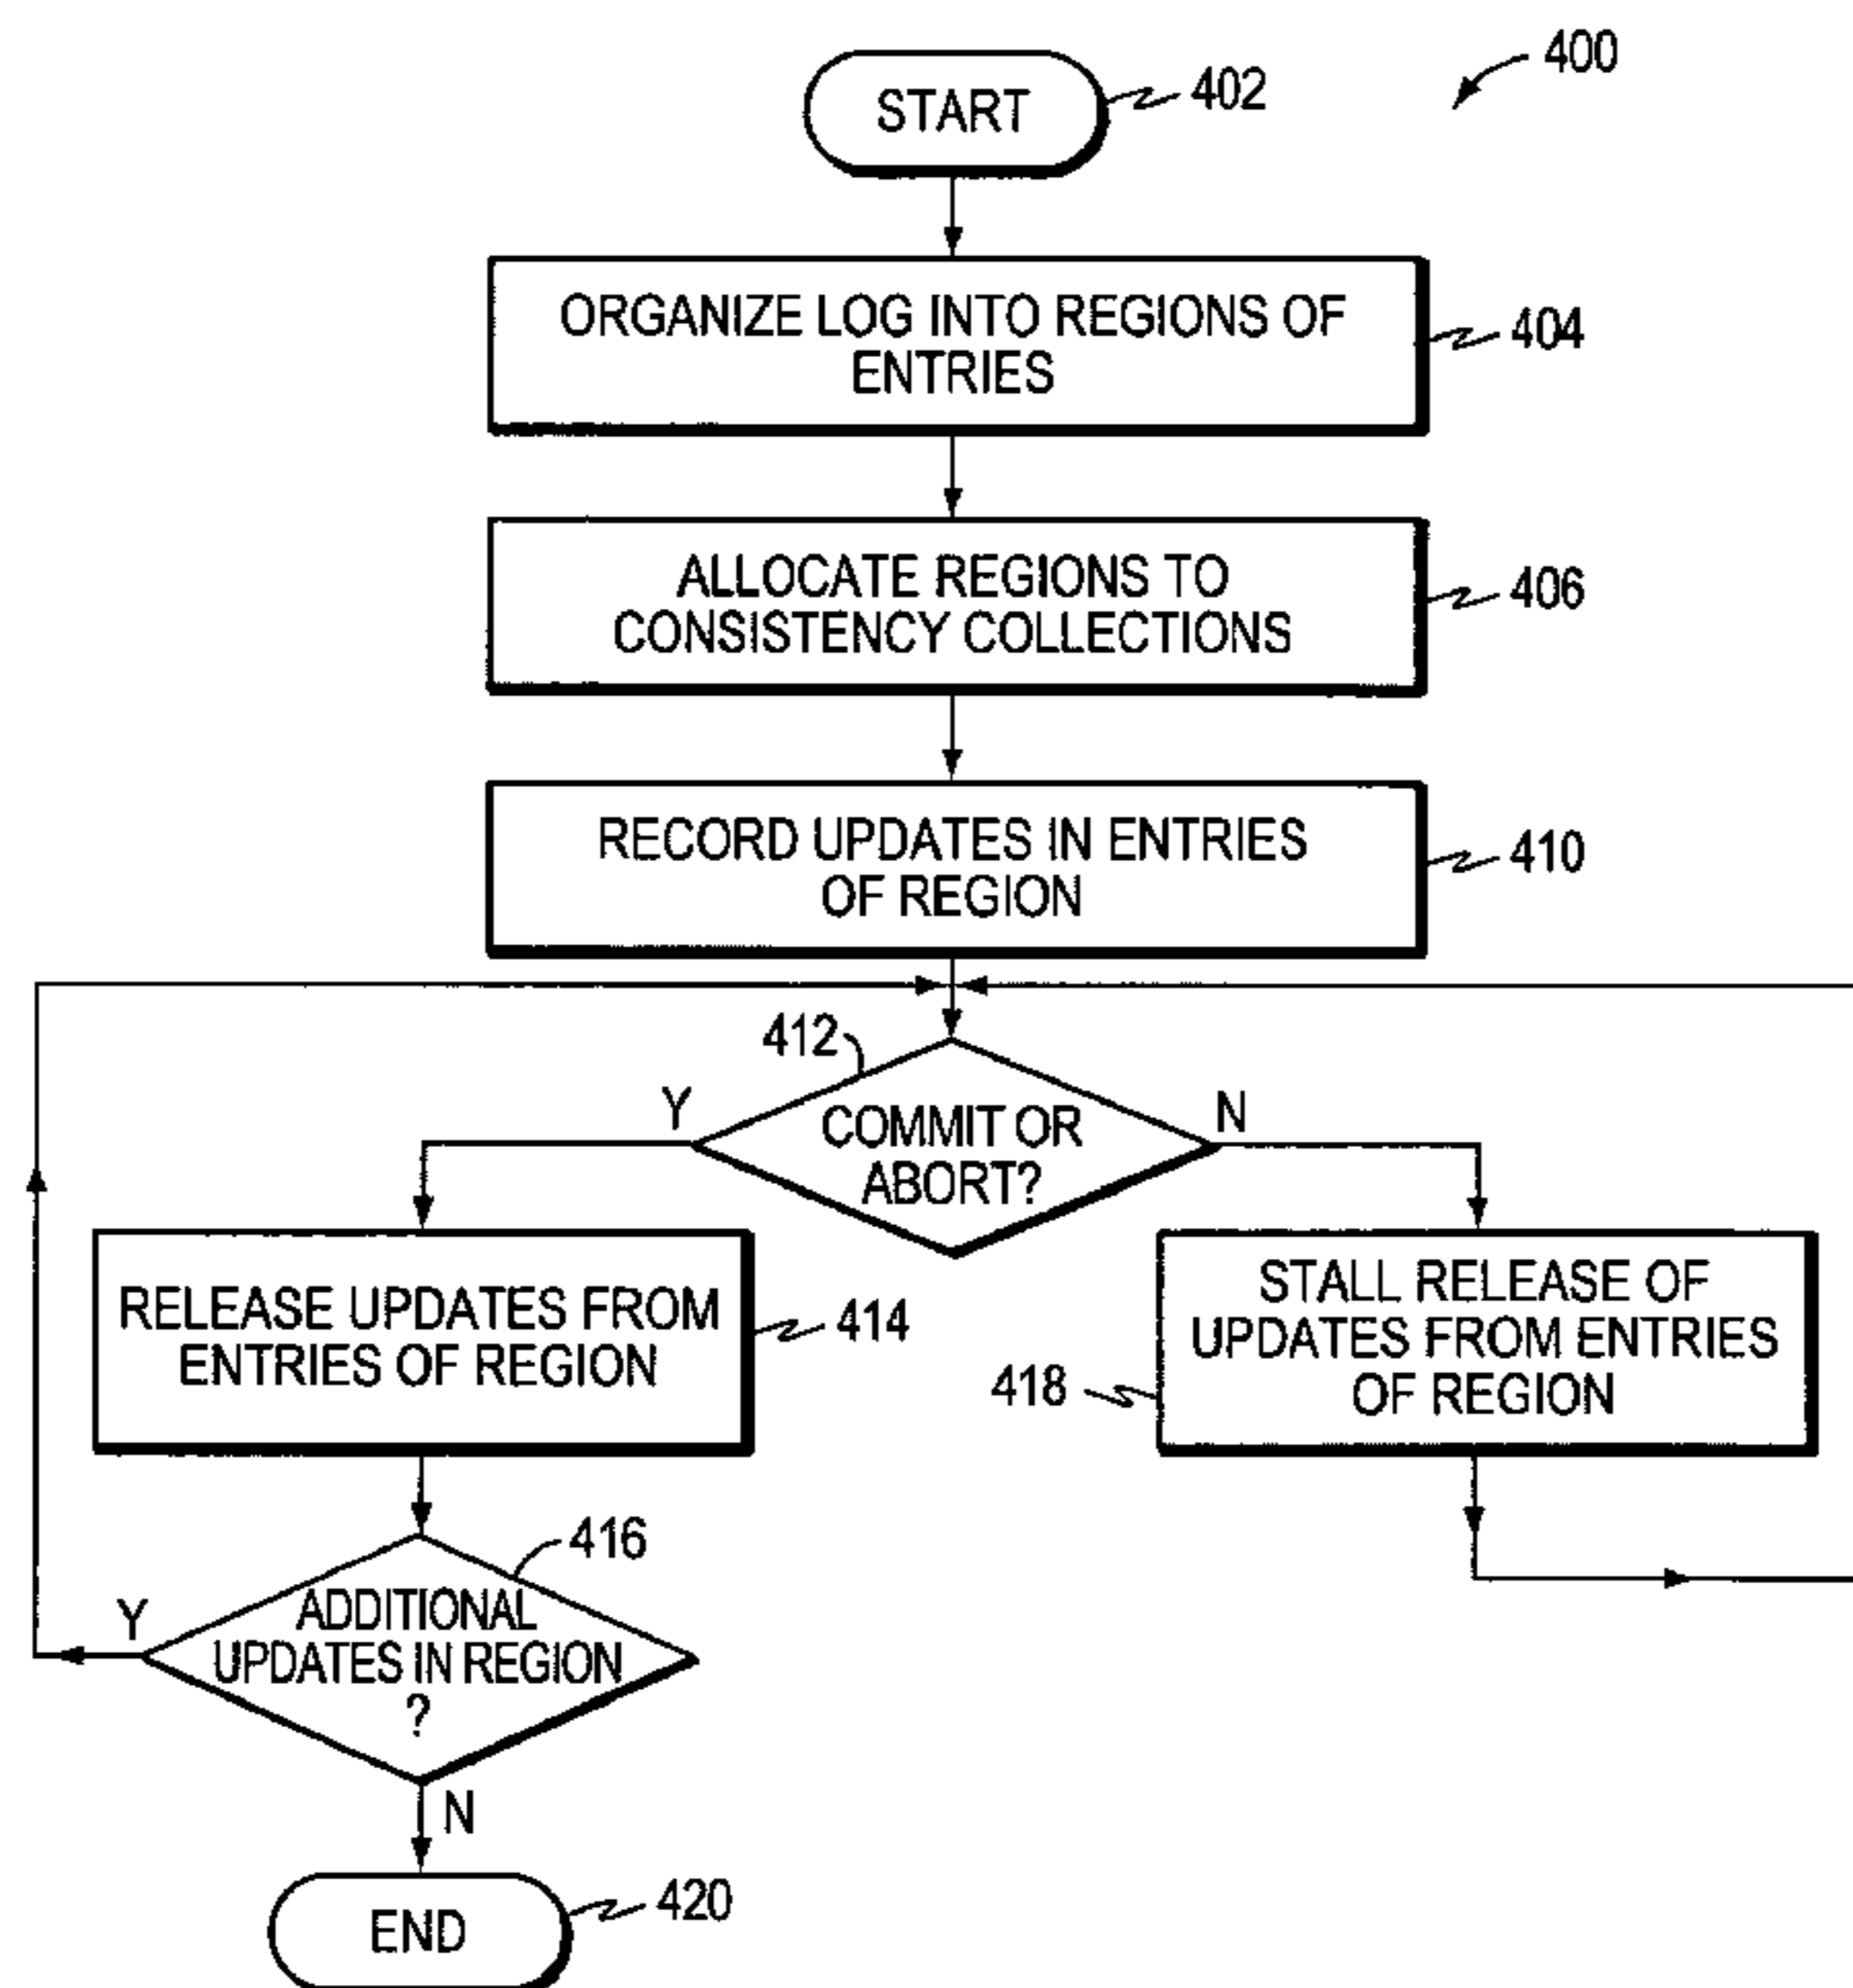 400
START
402
ORGANIZE LOG INTO REGIONS OF
ENTRIES
404
ALLOCATE REGIONS TO
CONSISTENCY COLLECTIONS
406
RECORD UPDATES IN ENTRIES
OF REGION
410
412
Y
COMMIT OR
ABORT?
N
RELEASE UPDATES FROM
ENTRIES OF REGION
414
STALL RELEASE OF
UPDATES FROM ENTRIES
OF REGION
418
416
Y
ADDITIONAL
UPDATES IN REGION
?
N
END
420